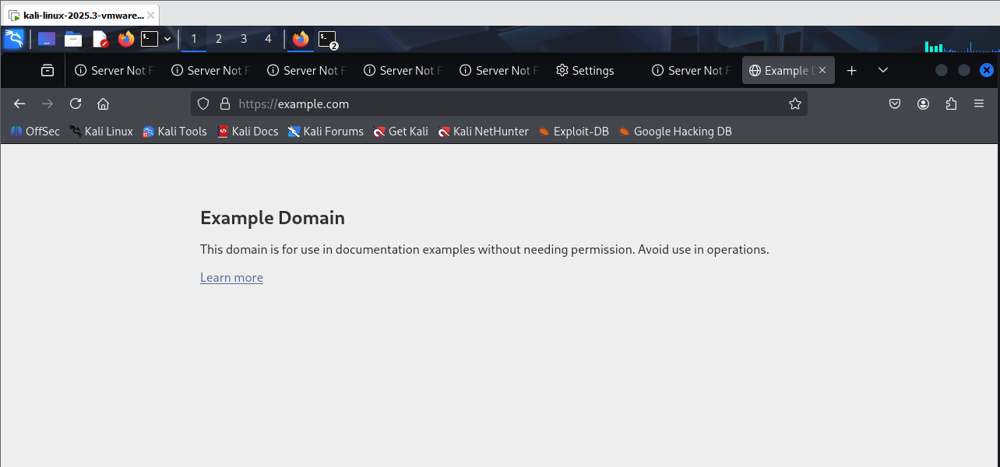 kali-linux-2025.3-vmware...
1 2 3 4 2
Server Not F Server Not F Server Not F Server Not F Server Not F Settings Server Not F Example D
https://example.com
OffSec Kali Linux Kali Tools Kali Docs Kali Forums Get Kali Kali NetHunter Exploit-DB Google Hacking DB
Example Domain
This domain is for use in documentation examples without needing permission. Avoid use in operations.
Learn more